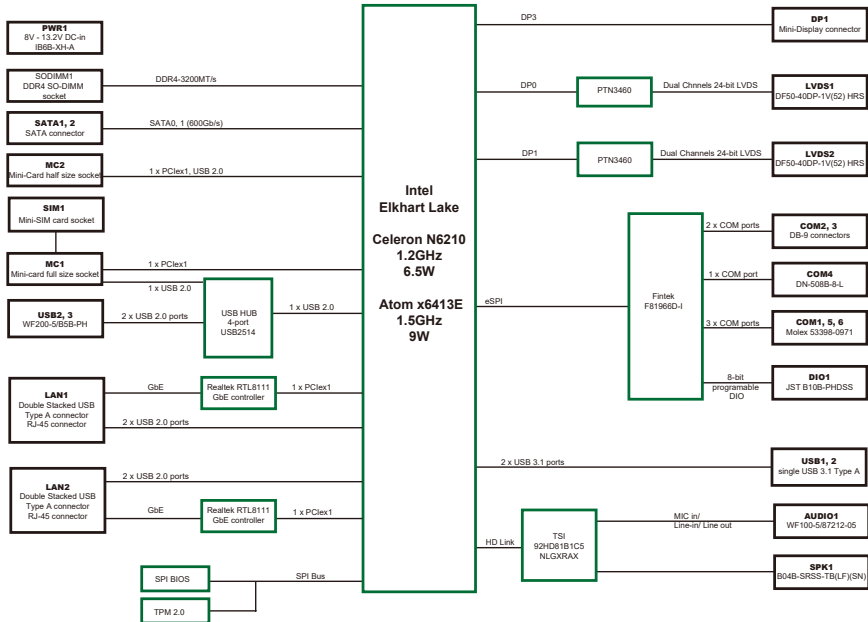 PWR1
8V - 13.2V DC-in
IB6B-XH-A
SODIMM1
DDR4 SO-DIMM
socket
DDR4-3200MT/s
SATA1, 2
SATA connector
SATA0, 1 (600Gb/s)
MC2
Mini-Card half size socket
1 x PCIex1, USB 2.0
SIM1
Mini-SIM card socket
MC1
Mini-card full size socket
1 x PCIex1
1 x USB 2.0
USB2, 3
WF200-5/B5B-PH
2 x USB 2.0 ports
USB HUB
4-port
USB2514
1 x USB 2.0
LAN1
Double Stacked USB
Type A connector
RJ-45 connector
GbE
Realtek RTL8111
GbE controller
1 x PCIex1
2 x USB 2.0 ports
LAN2
Double Stacked USB
Type A connector
RJ-45 connector
2 x USB 2.0 ports
GbE
Realtek RTL8111
GbE controller
1 x PCIex1
SPI BIOS
SPI Bus
TPM 2.0
Intel
Elkhart Lake
Celeron N6210
1.2GHz
6.5W
Atom x6413E
1.5GHz
9W
DP3
DP1
Mini-Display connector
DP0
PTN3460
Dual Chnnels 24-bit LVDS
LVDS1
DF50-40DP-1V(52) HRS
DP1
PTN3460
Dual Channels 24-bit LVDS
LVDS2
DF50-40DP-1V(52) HRS
eSPI
Fintek
F81966D-I
2 x COM ports
COM2, 3
DB-9 connectors
1 x COM port
COM4
DN-508B-8-L
3 x COM ports
COM1, 5, 6
Molex 53398-0971
8-bit
programable
DIO
DIO1
JST B10B-PHDSS
2 x USB 3.1 ports
USB1, 2
single USB 3.1 Type A
HD Link
TSI
92HD81B1C5
NLGXRAX
MIC in/
Line-in/ Line out
AUDIO1
WF100-5/87212-05
SPK1
B04B-SRSS-TB(LF)(SN)